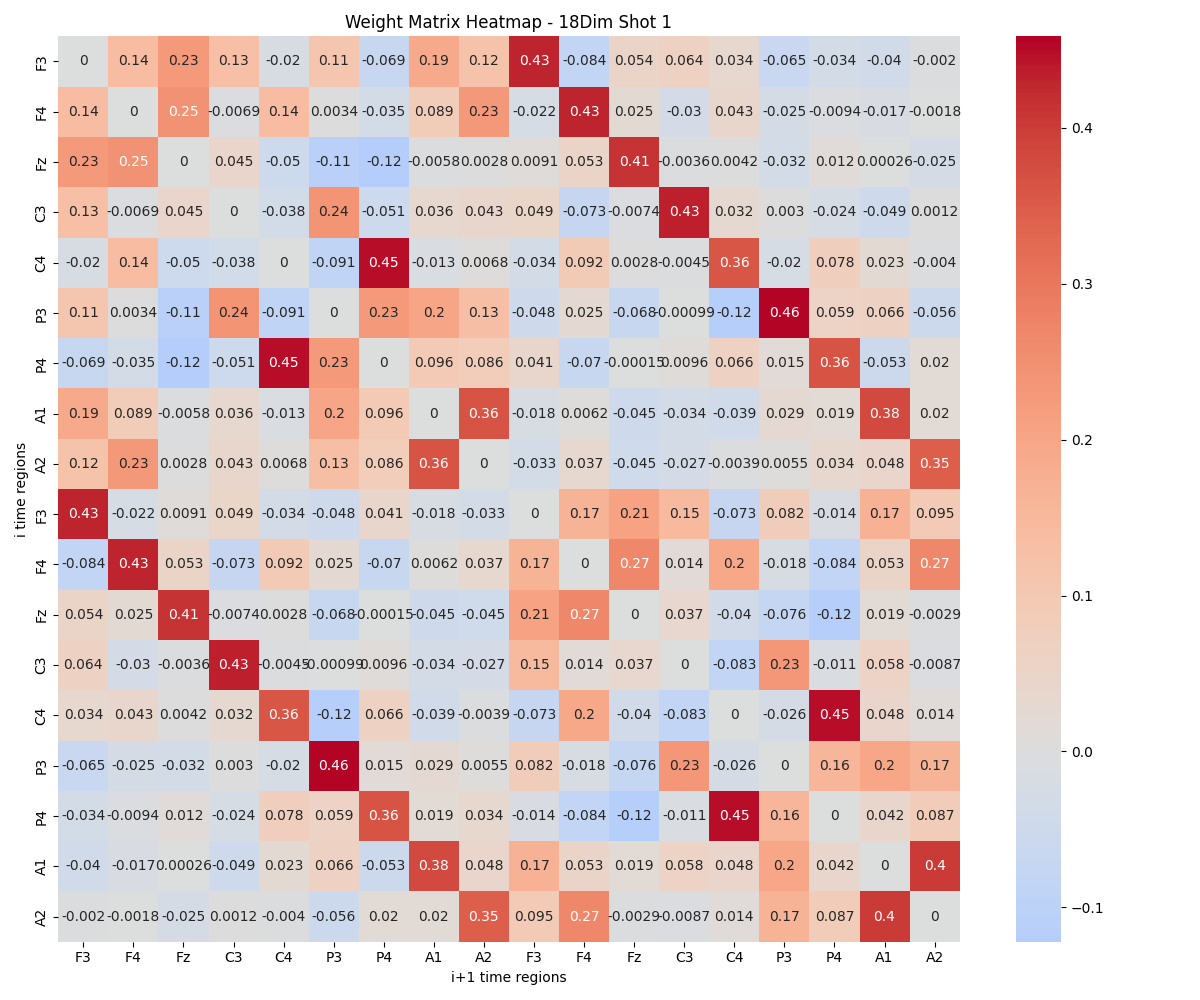 Weight Matrix Heatmap - 18Dim Shot 1
F3 0 0.14 0.23 0.13 -0.02 0.11 -0.069 0.19 0.12 0.43 -0.084 0.054 0.064 0.034 -0.065 -0.034 -0.04 -0.002
F4 0.14 0 0.25 -0.0069 0.14 0.0034 -0.035 0.089 0.23 -0.022 0.43 0.025 -0.03 0.043 -0.025 -0.0094 -0.017 -0.0018
Fz 0.23 0.25 0 0.045 -0.05 -0.11 -0.12 -0.0058 0.0028 0.0091 0.053 0.41 -0.0036 0.0042 -0.032 0.012 0.00026 -0.025
C3 0.13 -0.0069 0.045 0 -0.038 0.24 -0.051 0.036 0.043 0.049 -0.073 -0.0074 0.43 0.032 0.003 -0.024 -0.049 0.0012
C4 -0.02 0.14 -0.05 -0.038 0 -0.091 0.45 -0.013 0.0068 -0.034 0.092 0.0028 -0.0045 0.36 -0.02 0.078 0.023 -0.004
P3 0.11 0.0034 -0.11 0.24 -0.091 0 0.23 0.2 0.13 -0.048 0.025 -0.068 -0.00099 -0.12 0.46 0.059 0.066 -0.056
P4 -0.069 -0.035 -0.12 -0.051 0.45 0.23 0 0.096 0.086 0.041 -0.07 -0.00015 0.0096 0.066 0.015 0.36 -0.053 0.02
A1 0.19 0.089 -0.0058 0.036 -0.013 0.2 0.096 0 0.36 -0.018 0.0062 -0.045 -0.034 -0.039 0.029 0.019 0.38 0.02
A2 0.12 0.23 0.0028 0.043 0.0068 0.13 0.086 0.36 0 -0.033 0.037 -0.045 -0.027 -0.0039 0.0055 0.034 0.048 0.35
F3 0.43 -0.022 0.0091 0.049 -0.034 -0.048 0.041 -0.018 -0.033 0 0.17 0.21 0.15 -0.073 0.082 -0.014 0.17 0.095
F4 -0.084 0.43 0.053 -0.073 0.092 0.025 -0.07 0.0062 0.037 0.17 0 0.27 0.014 0.2 -0.018 -0.084 0.053 0.27
Fz 0.054 0.025 0.41 -0.0074 0.0028 -0.068 -0.00015 -0.045 -0.045 0.21 0.27 0 0.037 -0.04 -0.076 -0.12 0.019 -0.0029
C3 0.064 -0.03 -0.0036 0.43 -0.0045 -0.00099 0.0096 -0.034 -0.027 0.15 0.014 0.037 0 -0.083 0.23 -0.011 0.058 -0.0087
C4 0.034 0.043 0.0042 0.032 0.36 -0.12 0.066 -0.039 -0.0039 -0.073 0.2 -0.04 -0.083 0 -0.026 0.45 0.048 0.014
P3 -0.065 -0.025 -0.032 0.003 -0.02 0.46 0.015 0.029 0.0055 0.082 -0.018 -0.076 0.23 -0.026 0 0.16 0.2 0.17
P4 -0.034 -0.0094 0.012 -0.024 0.078 0.059 0.36 0.019 0.034 -0.014 -0.084 -0.12 -0.011 0.45 0.16 0 0.042 0.087
A1 -0.04 -0.017 0.00026 -0.049 0.023 0.066 -0.053 0.38 0.048 0.17 0.053 0.019 0.058 0.048 0.2 0.042 0 0.4
A2 -0.002 -0.0018 -0.025 0.0012 -0.004 -0.056 0.02 0.02 0.35 0.095 0.27 -0.0029 -0.0087 0.014 0.17 0.087 0.4 0
F3 F4 Fz C3 C4 P3 P4 A1 A2 F3 F4 Fz C3 C4 P3 P4 A1 A2
i+1 time regions
i time regions
0.4
0.3
0.2
0.1
0.0
−0.1